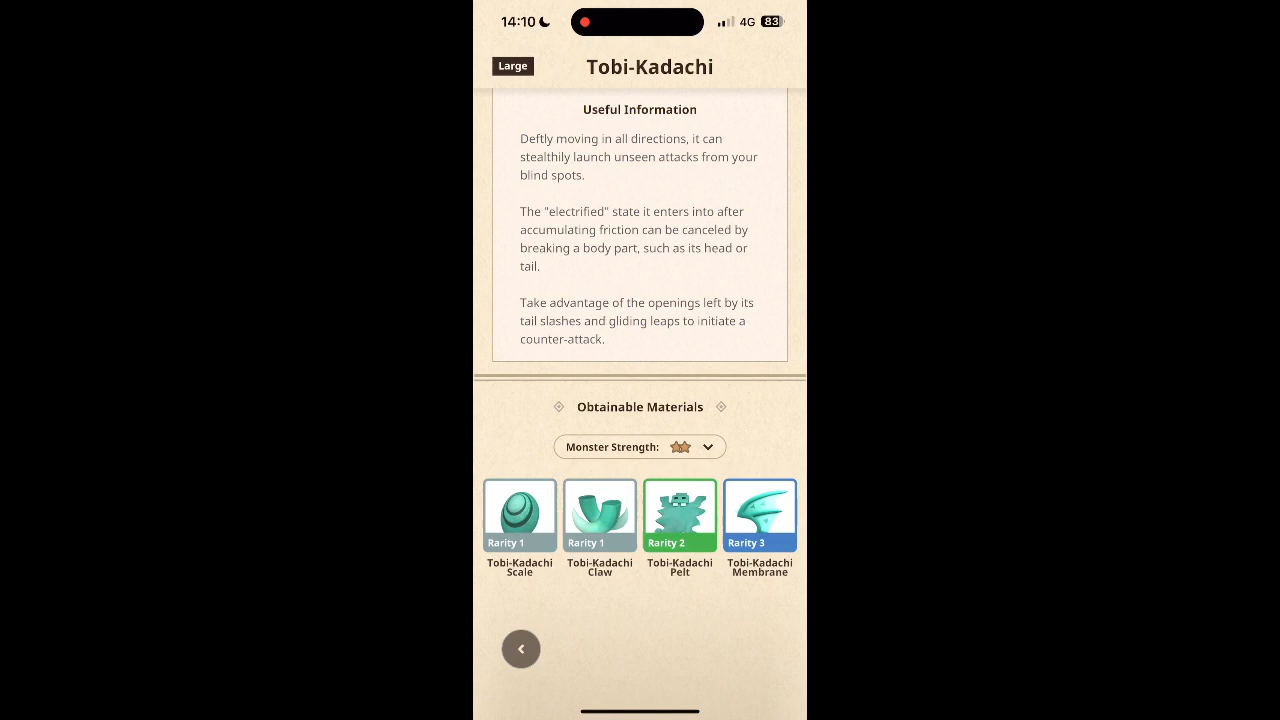 14:10
4G
83
Large
Tobi-Kadachi
Useful Information
Deftly moving in all directions, it can
stealthily launch unseen attacks from your
blind spots.
The "electrified" state it enters into after
accumulating friction can be canceled by
breaking a body part, such as its head or
tail.
Take advantage of the openings left by its
tail slashes and gliding leaps to initiate a
counter-attack.
Obtainable Materials
Monster Strength:
Rarity 1
Rarity 1
Rarity 2
Rarity 3
Tobi-Kadachi
Scale
Tobi-Kadachi
Claw
Tobi-Kadachi
Pelt
Tobi-Kadachi
Membrane